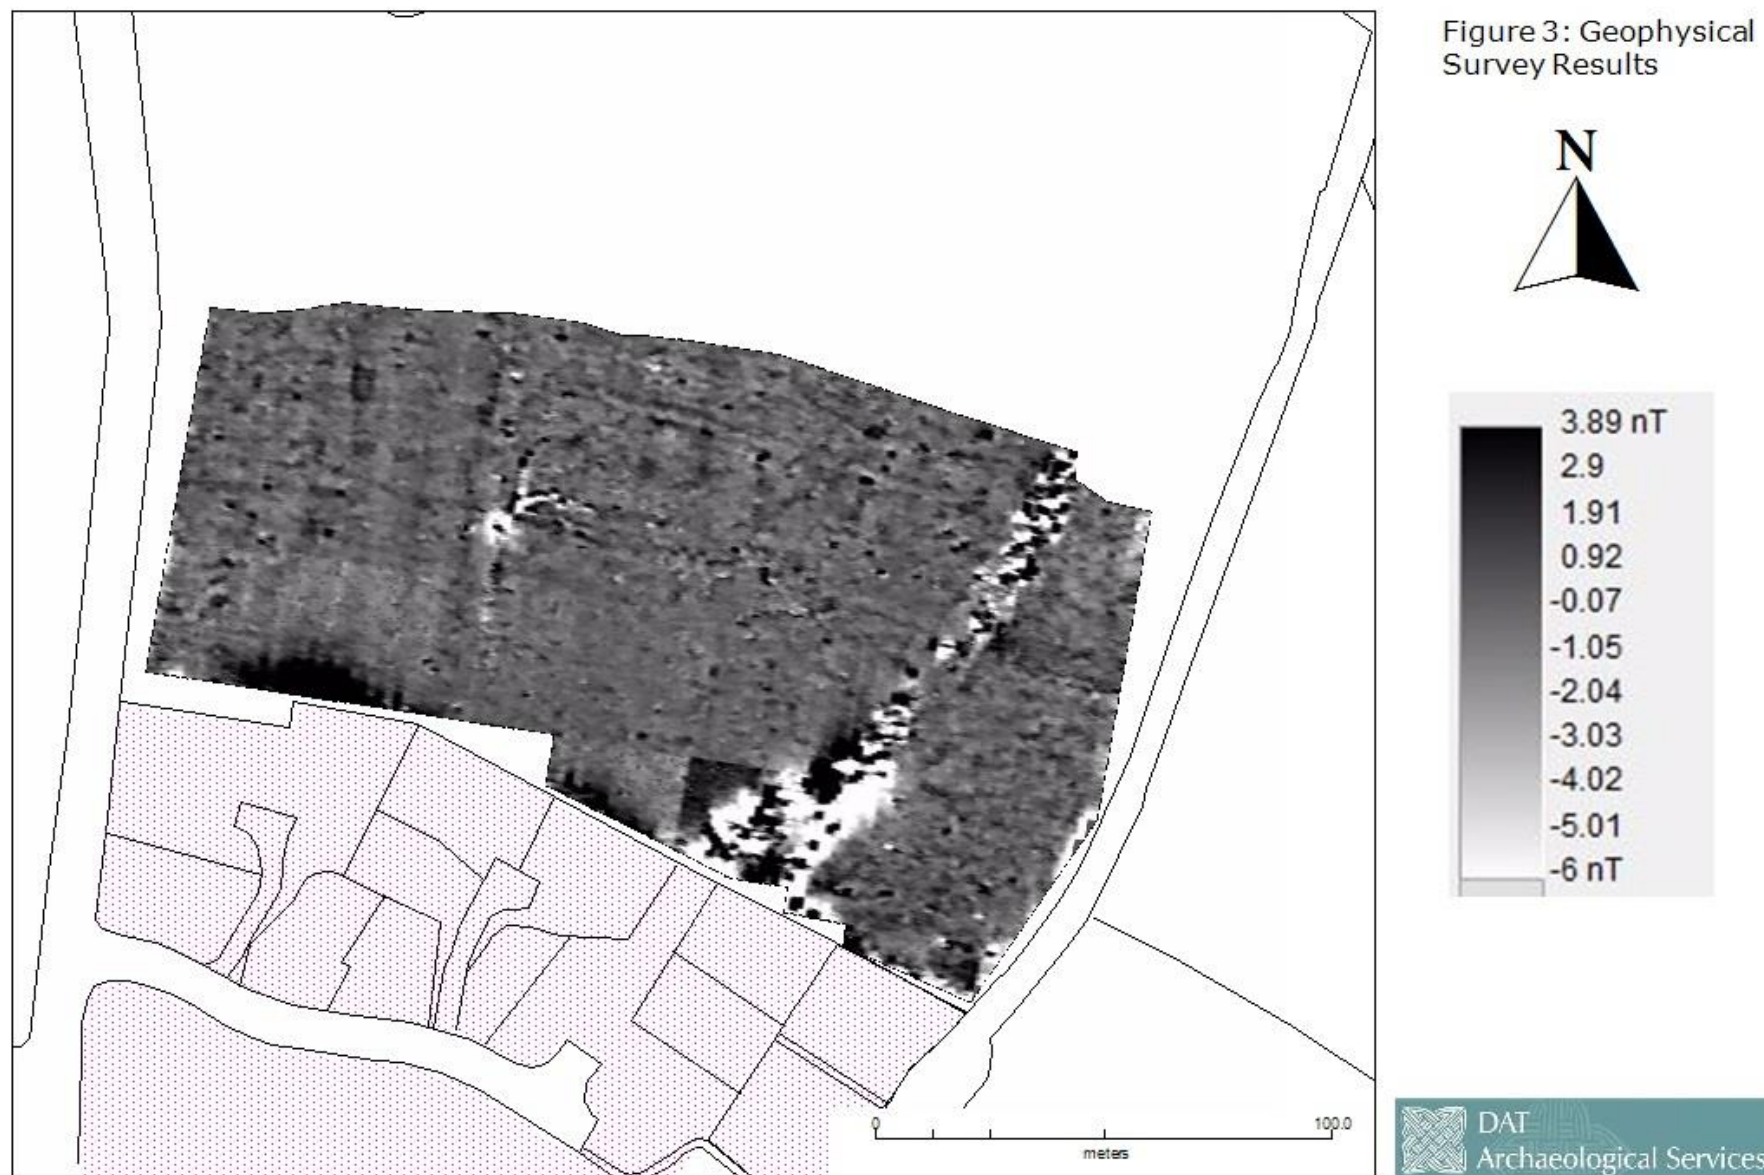 Figure 3: Geophysical
Survey Results
N
3.89 nT
2.9
1.91
0.92
-0.07
-1.05
-2.04
-3.03
-4.02
-5.01
-6 nT
0 100.0
meters
DAT
Archaeological Services